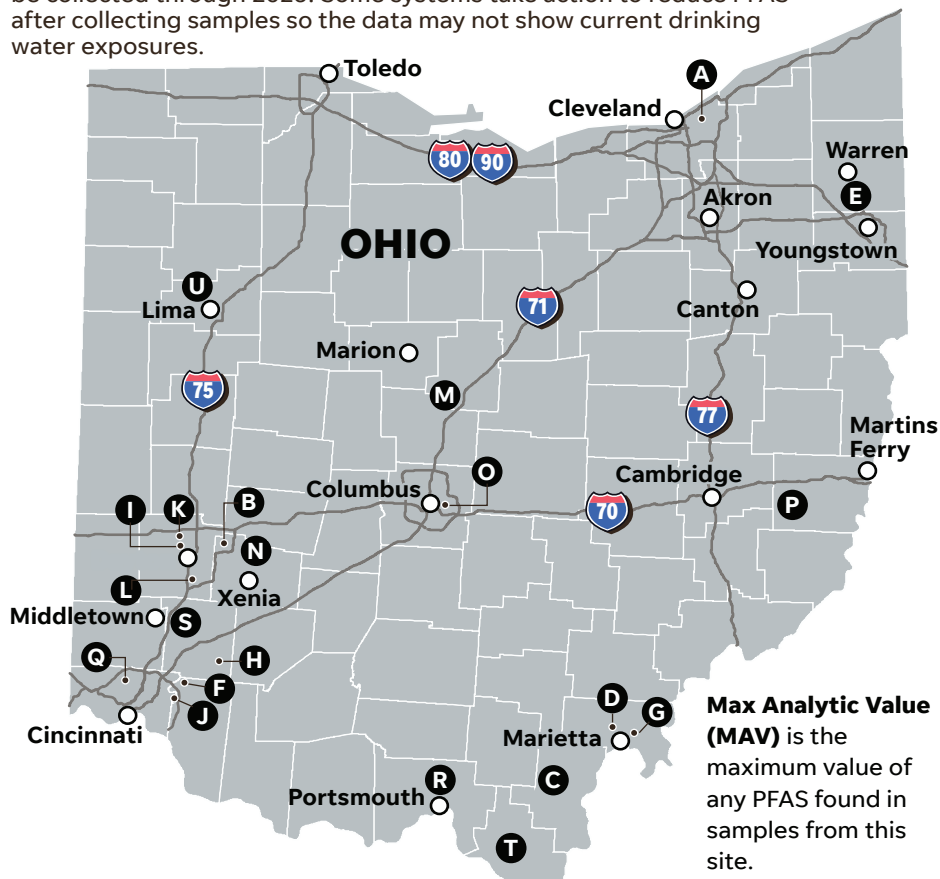 after collecting samples so the data may not show current drinking
water exposures.
Toledo
A
Cleveland
80
90
Warren
E
Akron
OHIO
Youngstown
U
Lima
71
Canton
Marion
75
M
77
Martins
Ferry
O
Cambridge
Columbus
I
K
B
P
70
N
L
Xenia
Middletown
S
Q
H
F
J
D
G
Cincinnati
Marietta
C
R
Portsmouth
T
Max Analytic Value
(MAV) is the
maximum value of
any PFAS found in
samples from this
site.